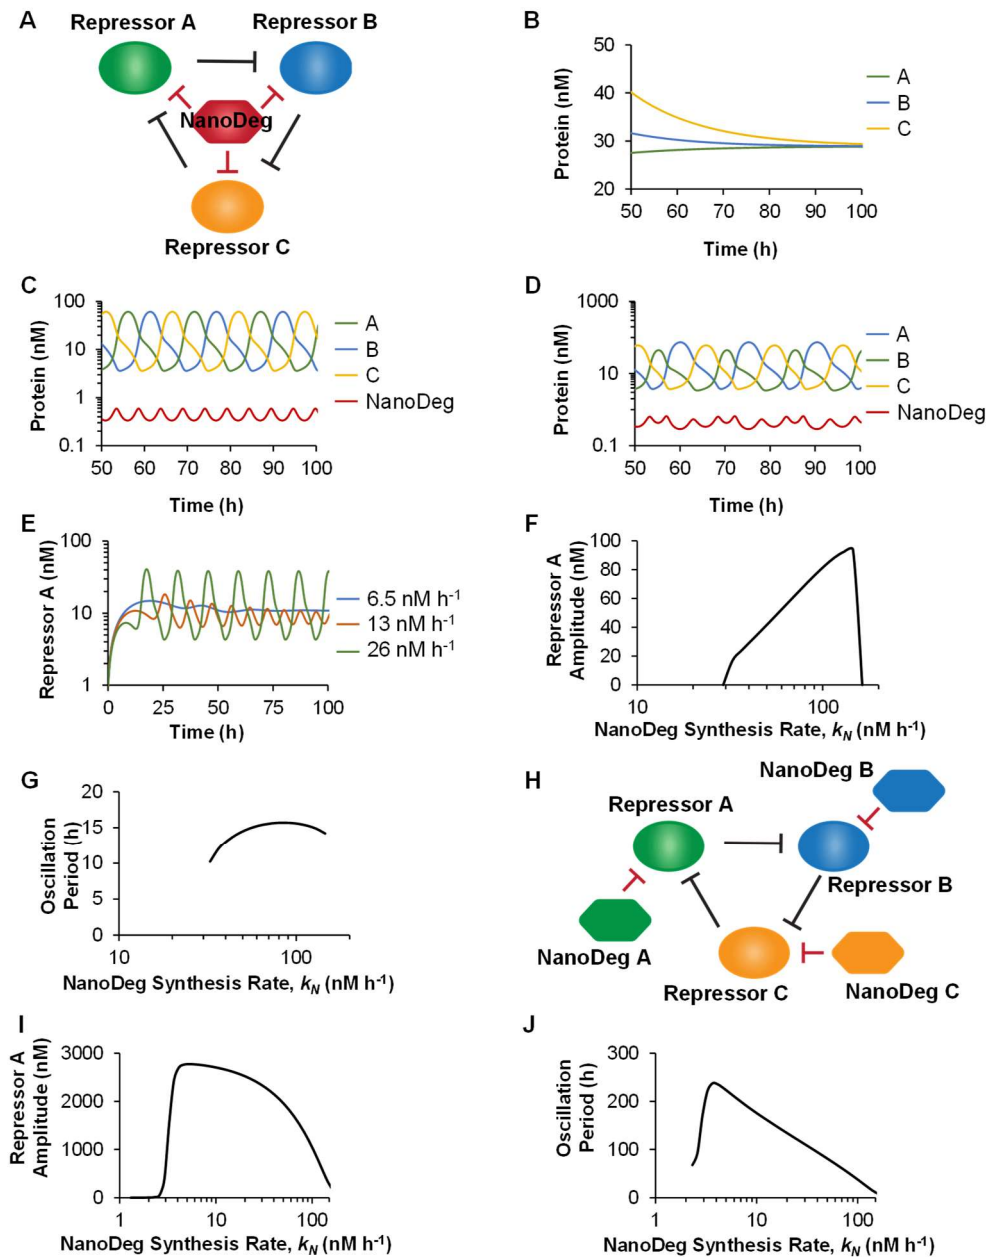 A
Repressor A
Repressor B
NanoDeg
Repressor C
B
Protein (nM)
50
40
30
20
50 60 70 80 90 100
Time (h)
A
B
C
C
Protein (nM)
100
10
1
0.1
50 60 70 80 90 100
Time (h)
A
B
C
NanoDeg
D
Protein (nM)
1000
10
0.1
50 60 70 80 90 100
Time (h)
A
B
C
NanoDeg
E
Repressor A (nM)
100
10
1
0 25 50 75 100
Time (h)
6.5 nM h-1
13 nM h-1
26 nM h-1
F
Repressor A
Amplitude (nM)
100
80
60
40
20
0
10 100
NanoDeg Synthesis Rate, kN (nM h-1)
G
Oscillation
Period (h)
20
15
10
5
0
10 100
NanoDeg Synthesis Rate, kN (nM h-1)
H
NanoDeg B
Repressor A
Repressor B
NanoDeg A
Repressor C
NanoDeg C
I
Repressor A
Amplitude (nM)
3000
2000
1000
0
1 10 100
NanoDeg Synthesis Rate, kN (nM h-1)
J
Oscillation
Period (h)
300
200
100
0
1 10 100
NanoDeg Synthesis Rate, kN (nM h-1)